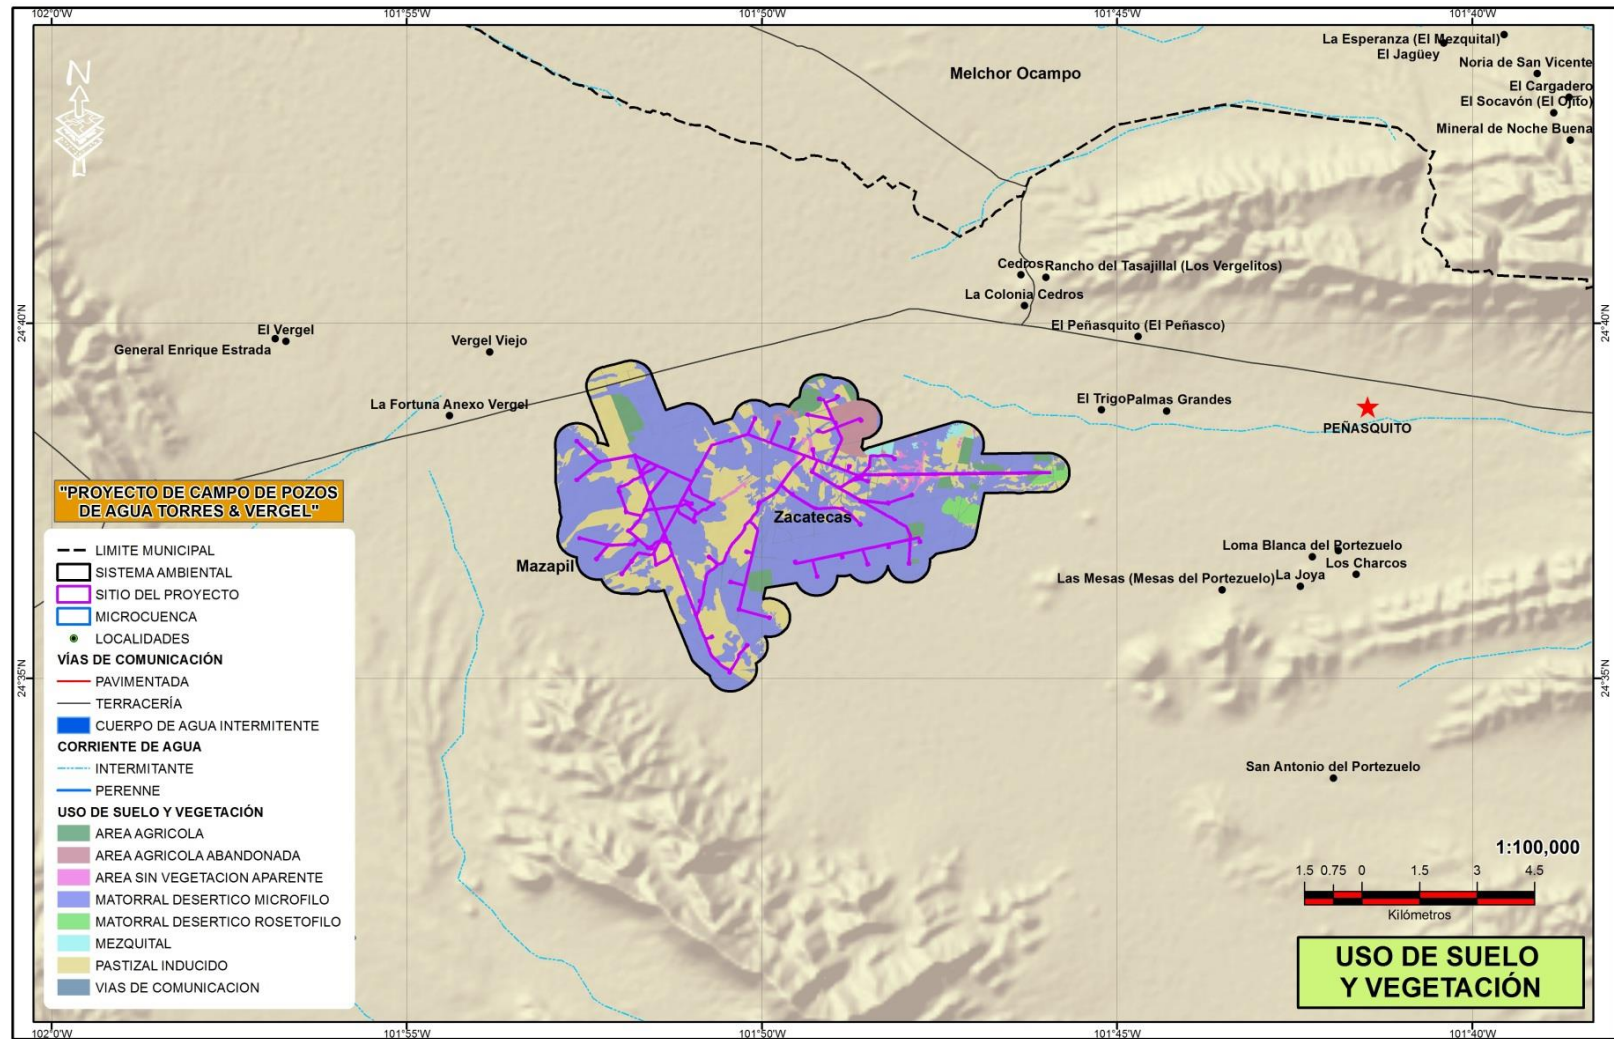 102°0'W 101°55'W 101°50'W 101°45'W 101°40'W
N
Melchor Ocampo
La Esperanza (El Mezquital)
El Jagüey
Noria de San Vicente
El Cargadero
El Socavón (El Ojito)
Mineral de Noche Buena
Cedros
Rancho del Tasajillal (Los Vergelitos)
La Colonia Cedros
24°40'N 24°40'N
El Vergel
General Enrique Estrada
Vergel Viejo
El Peñasquito (El Peñasco)
La Fortuna Anexo Vergel
El Trigo
Palmas Grandes
PEÑASQUITO
Zacatecas
Mazapil
Loma Blanca del Portezuelo
Los Charcos
Las Mesas (Mesas del Portezuelo)
La Joya
24°35'N 24°35'N
San Antonio del Portezuelo
"PROYECTO DE CAMPO DE POZOS
DE AGUA TORRES & VERGEL"
LIMITE MUNICIPAL
SISTEMA AMBIENTAL
SITIO DEL PROYECTO
MICROCUENCA
LOCALIDADES
VÍAS DE COMUNICACIÓN
PAVIMENTADA
TERRACERÍA
CUERPO DE AGUA INTERMITENTE
CORRIENTE DE AGUA
INTERMITANTE
PERENNE
USO DE SUELO Y VEGETACIÓN
AREA AGRICOLA
AREA AGRICOLA ABANDONADA
AREA SIN VEGETACION APARENTE
MATORRAL DESERTICO MICROFILO
MATORRAL DESERTICO ROSETOFILO
MEZQUITAL
PASTIZAL INDUCIDO
VIAS DE COMUNICACION
1:100,000
1.5 0.75 0 1.5 3 4.5
Kilómetros
USO DE SUELO
Y VEGETACIÓN
102°0'W 101°55'W 101°50'W 101°45'W 101°40'W